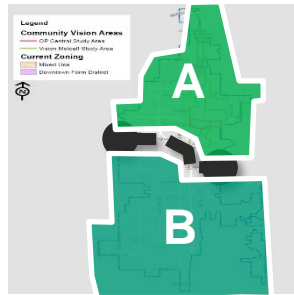 Legend
Community Vision Areas
OP Central Study Area
Vision Metcalf Study Area
Current Zoning
Mixed Use
Downtown Form District
A
N
B